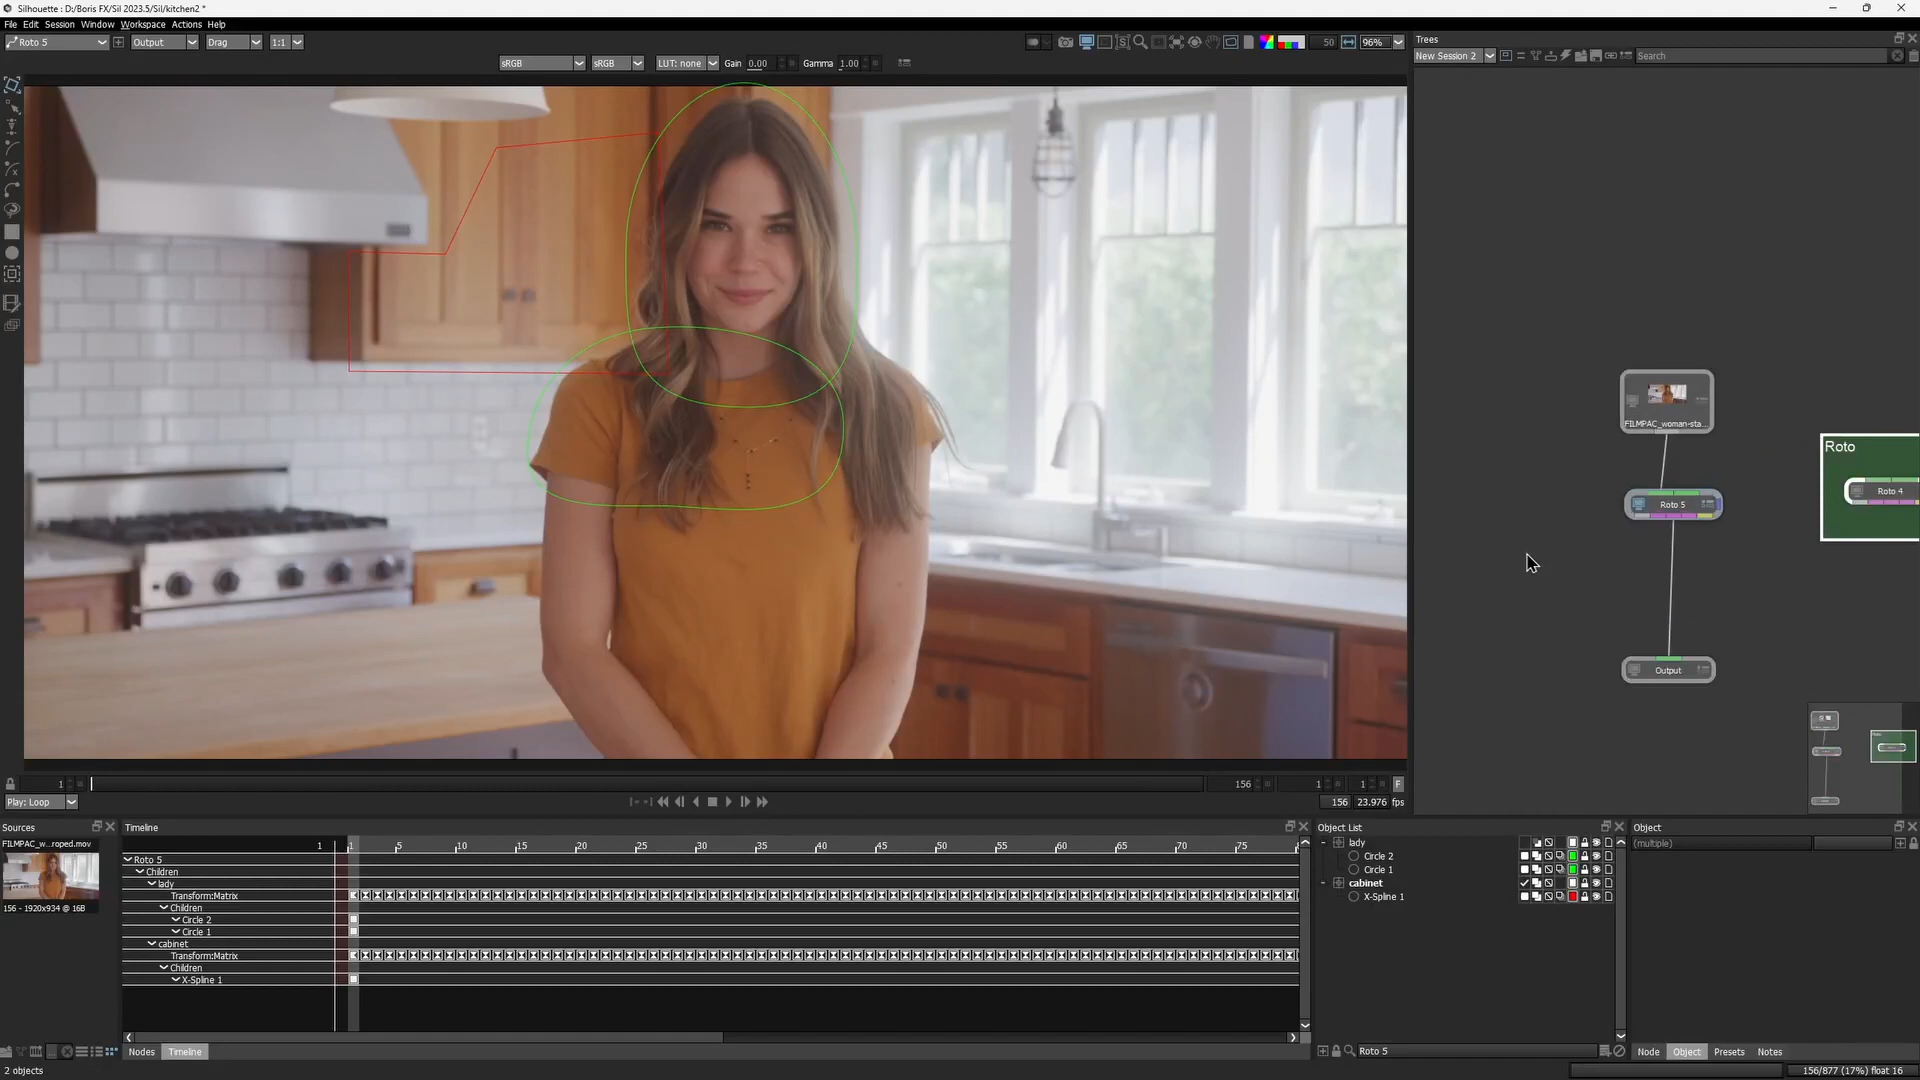 Silhouette : D:/Boris FX/Sil 2023.5/Sil/kitchen2 *
File Edit Session Window Workspace Actions Help
Roto 5 Output Drag 1:1 50 96%
sRGB sRGB LUT: none Gain 0.00 Gamma 1.00
Trees
New Session 2 Search
FILMPAC_woman-sta...
Roto
Roto 4
Roto 5
Output
1 156 1 1 F
Play: Loop 156 23.976 fps
Sources
FILMPAC_w...roped.mov
156 - 1920x934 @ 16B
Timeline
1 1 5 10 15 20 25 30 35 40 45 50 55 60 65 70 75
Roto 5
Children
lady
Transform:Matrix
Children
Circle 2
Circle 1
cabinet
Transform:Matrix
Children
X-Spline 1
Nodes Timeline
Object List
lady
Circle 2
Circle 1
cabinet
X-Spline 1
Roto 5
Object
(multiple)
Node Object Presets Notes
2 objects
156/877 (17%) float 16